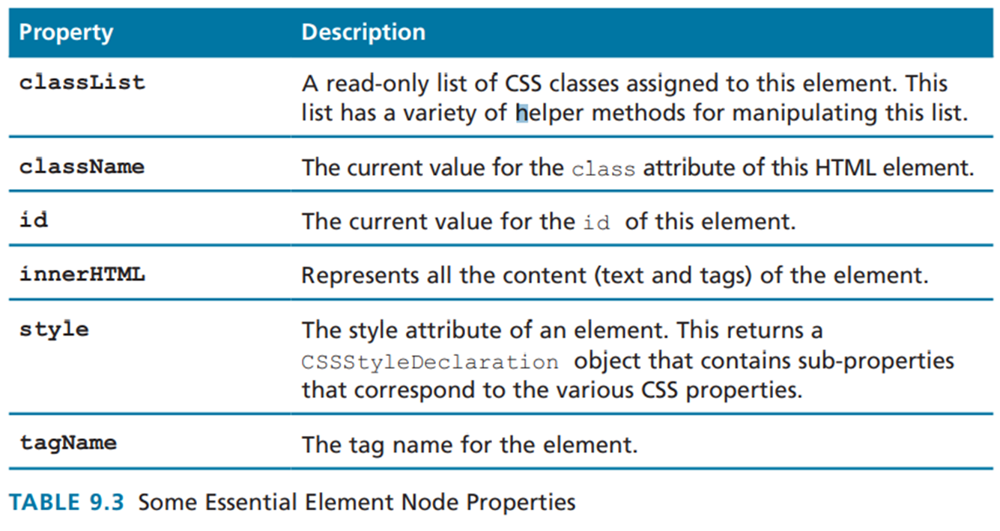 Property Description
classList A read-only list of CSS classes assigned to this element. This
list has a variety of helper methods for manipulating this list.
className The current value for the class attribute of this HTML element.
id The current value for the id of this element.
innerHTML Represents all the content (text and tags) of the element.
style The style attribute of an element. This returns a
CSSStyleDeclaration object that contains sub-properties
that correspond to the various CSS properties.
tagName The tag name for the element.
TABLE 9.3 Some Essential Element Node Properties